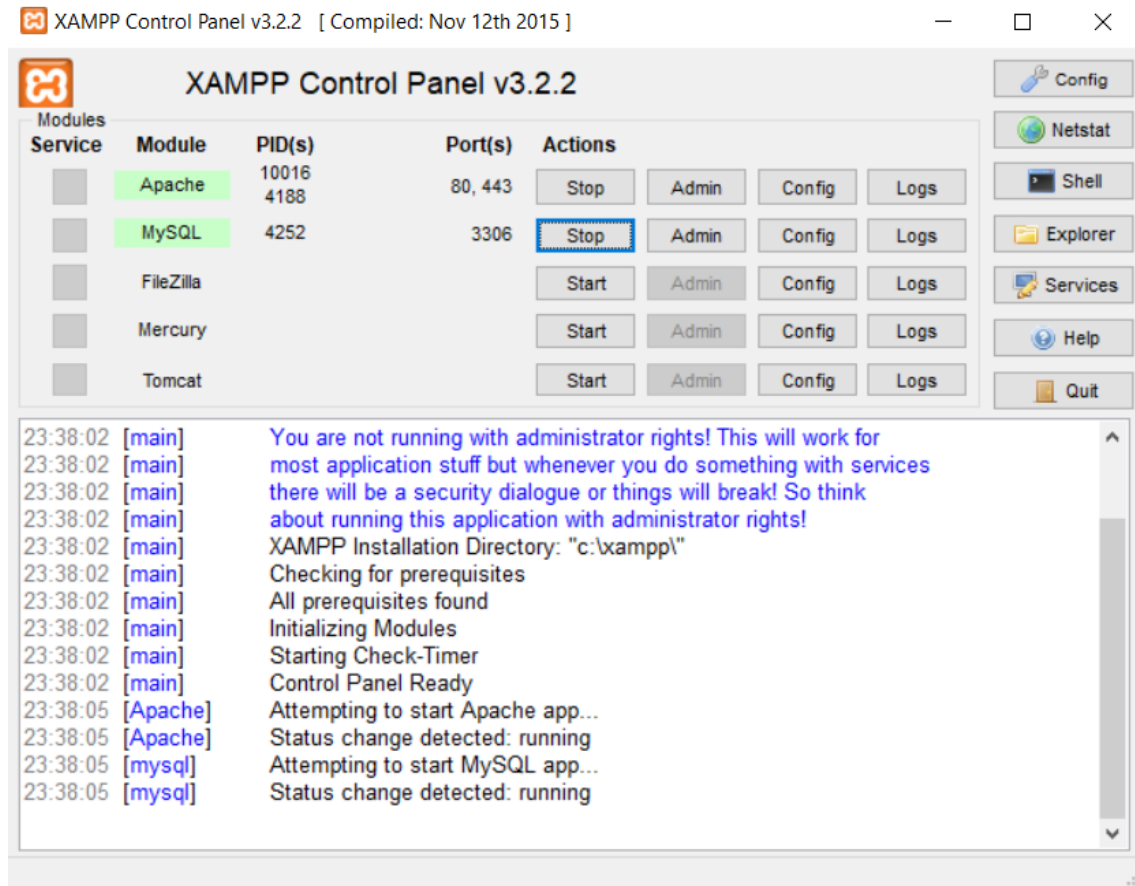 XAMPP Control Panel v3.2.2 [ Compiled: Nov 12th 2015 ]
XAMPP Control Panel v3.2.2
Config
Modules
Service Module PID(s) Port(s) Actions
Netstat
Apache 10016 4188 80, 443 Stop Admin Config Logs
Shell
MySQL 4252 3306 Stop Admin Config Logs
Explorer
FileZilla Start Admin Config Logs
Services
Mercury Start Admin Config Logs
Help
Tomcat Start Admin Config Logs
Quit
23:38:02 [main] You are not running with administrator rights! This will work for
23:38:02 [main] most application stuff but whenever you do something with services
23:38:02 [main] there will be a security dialogue or things will break! So think
23:38:02 [main] about running this application with administrator rights!
23:38:02 [main] XAMPP Installation Directory: "c:\xampp\"
23:38:02 [main] Checking for prerequisites
23:38:02 [main] All prerequisites found
23:38:02 [main] Initializing Modules
23:38:02 [main] Starting Check-Timer
23:38:02 [main] Control Panel Ready
23:38:05 [Apache] Attempting to start Apache app...
23:38:05 [Apache] Status change detected: running
23:38:05 [mysql] Attempting to start MySQL app...
23:38:05 [mysql] Status change detected: running